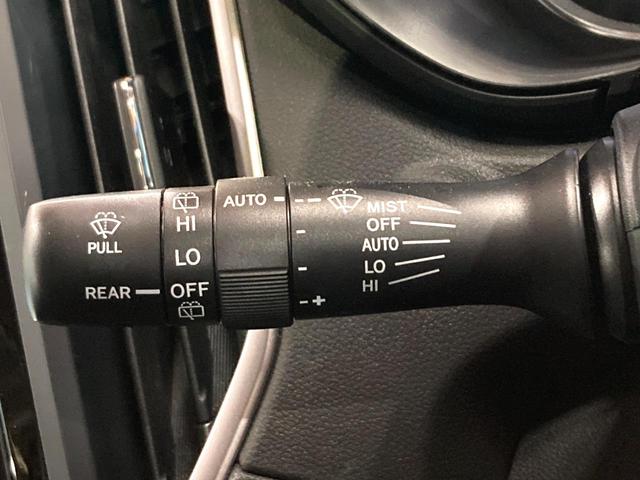 PULL
REAR
HI
LO
OFF
AUTO
- +
MIST
OFF
AUTO
LO
HI